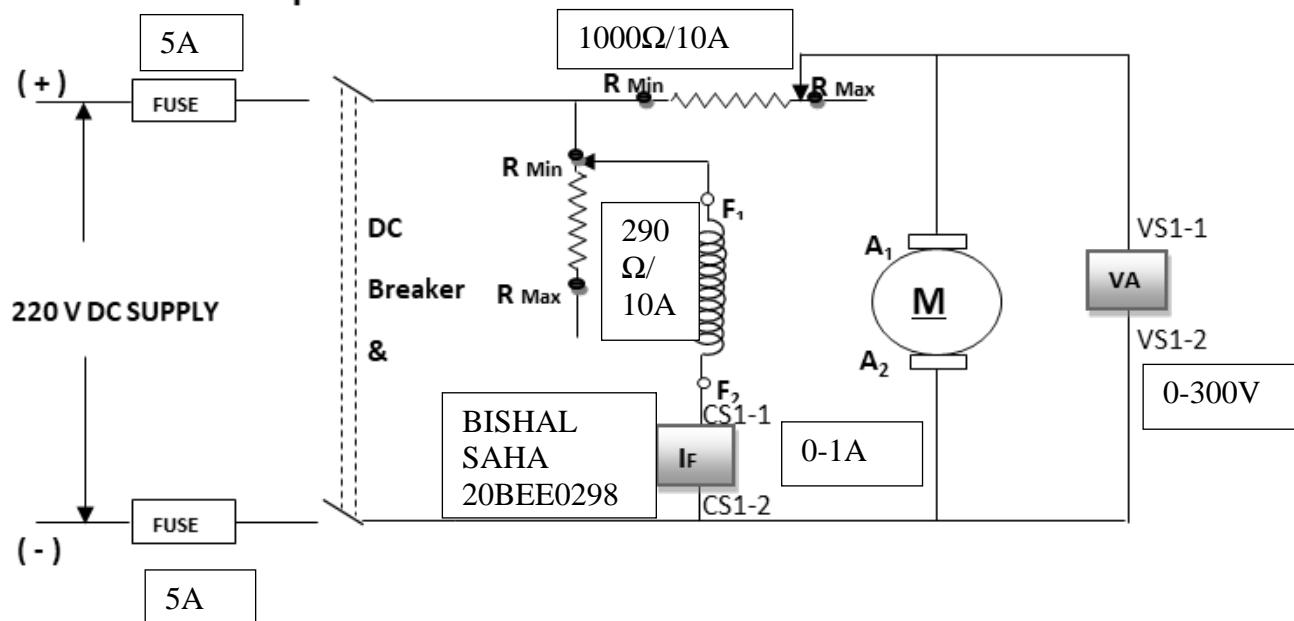 5A
1000Ω/10A
( + )
FUSE
R Min
R Max
R Min
F1
DC
290
Ω/
10A
A1
VS1-1
VA
Breaker
R Max
M
220 V DC SUPPLY
&
A2
VS1-2
0-300V
F2
CS1-1
BISHAL
SAHA
20BEE0298
IF
0-1A
CS1-2
FUSE
( - )
5A